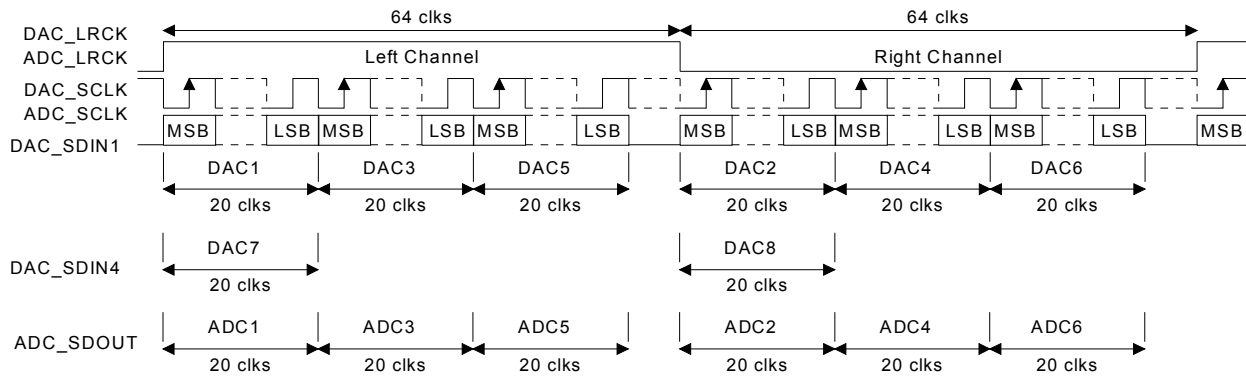 64 clks 64 clks
DAC_LRCK
ADC_LRCK Left Channel Right Channel
DAC_SCLK
ADC_SCLK
MSB LSB MSB LSB MSB LSB MSB LSB MSB LSB MSB LSB MSB
DAC_SDIN1
DAC1 DAC3 DAC5 DAC2 DAC4 DAC6
20 clks 20 clks 20 clks 20 clks 20 clks 20 clks
DAC7 DAC8
DAC_SDIN4
20 clks 20 clks
ADC1 ADC3 ADC5 ADC2 ADC4 ADC6
ADC_SDOUT
20 clks 20 clks 20 clks 20 clks 20 clks 20 clks